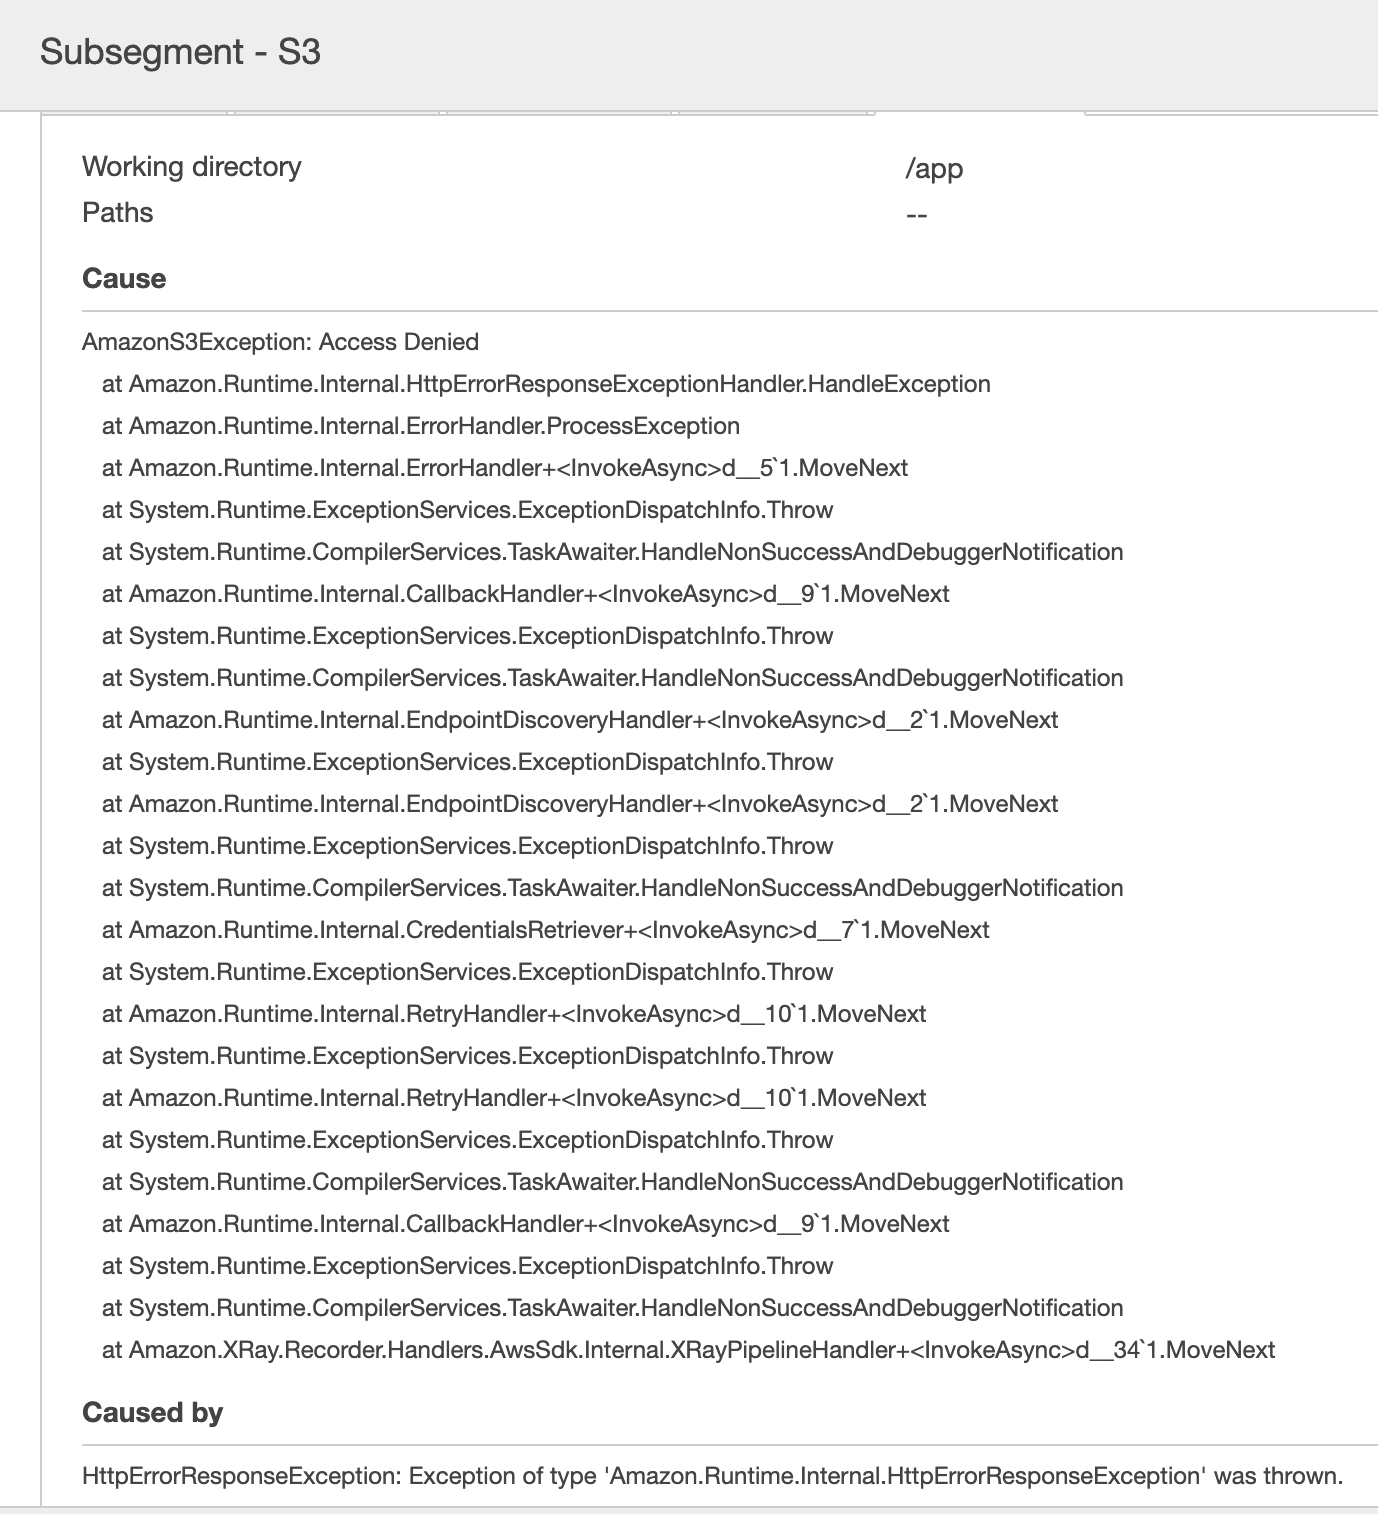 Subsegment - S3
Working directory /app
Paths --
Cause
AmazonS3Exception: Access Denied
at Amazon.Runtime.Internal.HttpErrorResponseExceptionHandler.HandleException
at Amazon.Runtime.Internal.ErrorHandler.ProcessException
at Amazon.Runtime.Internal.ErrorHandler+<InvokeAsync>d__5`1.MoveNext
at System.Runtime.ExceptionServices.ExceptionDispatchInfo.Throw
at System.Runtime.CompilerServices.TaskAwaiter.HandleNonSuccessAndDebuggerNotification
at Amazon.Runtime.Internal.CallbackHandler+<InvokeAsync>d__9`1.MoveNext
at System.Runtime.ExceptionServices.ExceptionDispatchInfo.Throw
at System.Runtime.CompilerServices.TaskAwaiter.HandleNonSuccessAndDebuggerNotification
at Amazon.Runtime.Internal.EndpointDiscoveryHandler+<InvokeAsync>d__2`1.MoveNext
at System.Runtime.ExceptionServices.ExceptionDispatchInfo.Throw
at Amazon.Runtime.Internal.EndpointDiscoveryHandler+<InvokeAsync>d__2`1.MoveNext
at System.Runtime.ExceptionServices.ExceptionDispatchInfo.Throw
at System.Runtime.CompilerServices.TaskAwaiter.HandleNonSuccessAndDebuggerNotification
at Amazon.Runtime.Internal.CredentialsRetriever+<InvokeAsync>d__7`1.MoveNext
at System.Runtime.ExceptionServices.ExceptionDispatchInfo.Throw
at Amazon.Runtime.Internal.RetryHandler+<InvokeAsync>d__10`1.MoveNext
at System.Runtime.ExceptionServices.ExceptionDispatchInfo.Throw
at Amazon.Runtime.Internal.RetryHandler+<InvokeAsync>d__10`1.MoveNext
at System.Runtime.ExceptionServices.ExceptionDispatchInfo.Throw
at System.Runtime.CompilerServices.TaskAwaiter.HandleNonSuccessAndDebuggerNotification
at Amazon.Runtime.Internal.CallbackHandler+<InvokeAsync>d__9`1.MoveNext
at System.Runtime.ExceptionServices.ExceptionDispatchInfo.Throw
at System.Runtime.CompilerServices.TaskAwaiter.HandleNonSuccessAndDebuggerNotification
at Amazon.XRay.Recorder.Handlers.AwsSdk.Internal.XRayPipelineHandler+<InvokeAsync>d__34`1.MoveNext
Caused by
HttpErrorResponseException: Exception of type 'Amazon.Runtime.Internal.HttpErrorResponseException' was thrown.